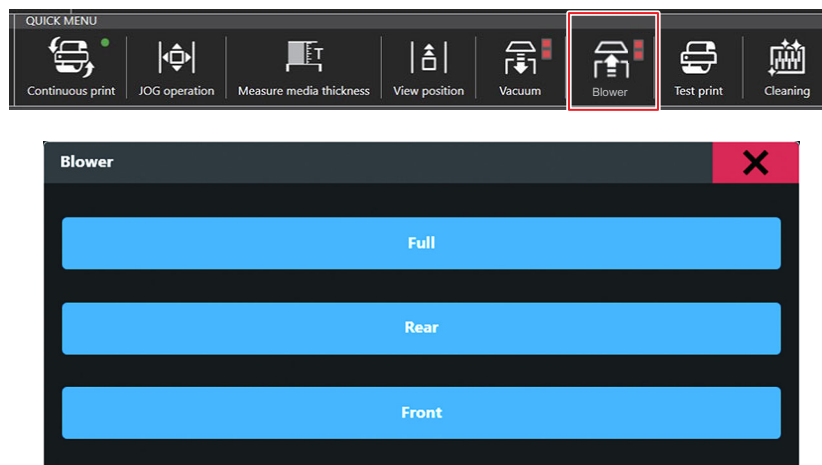 QUICK MENU
Continuous print
JOG operation
T
Measure media thickness
View position
Vacuum
Blower
Test print
Cleaning
Blower
Full
Rear
Front